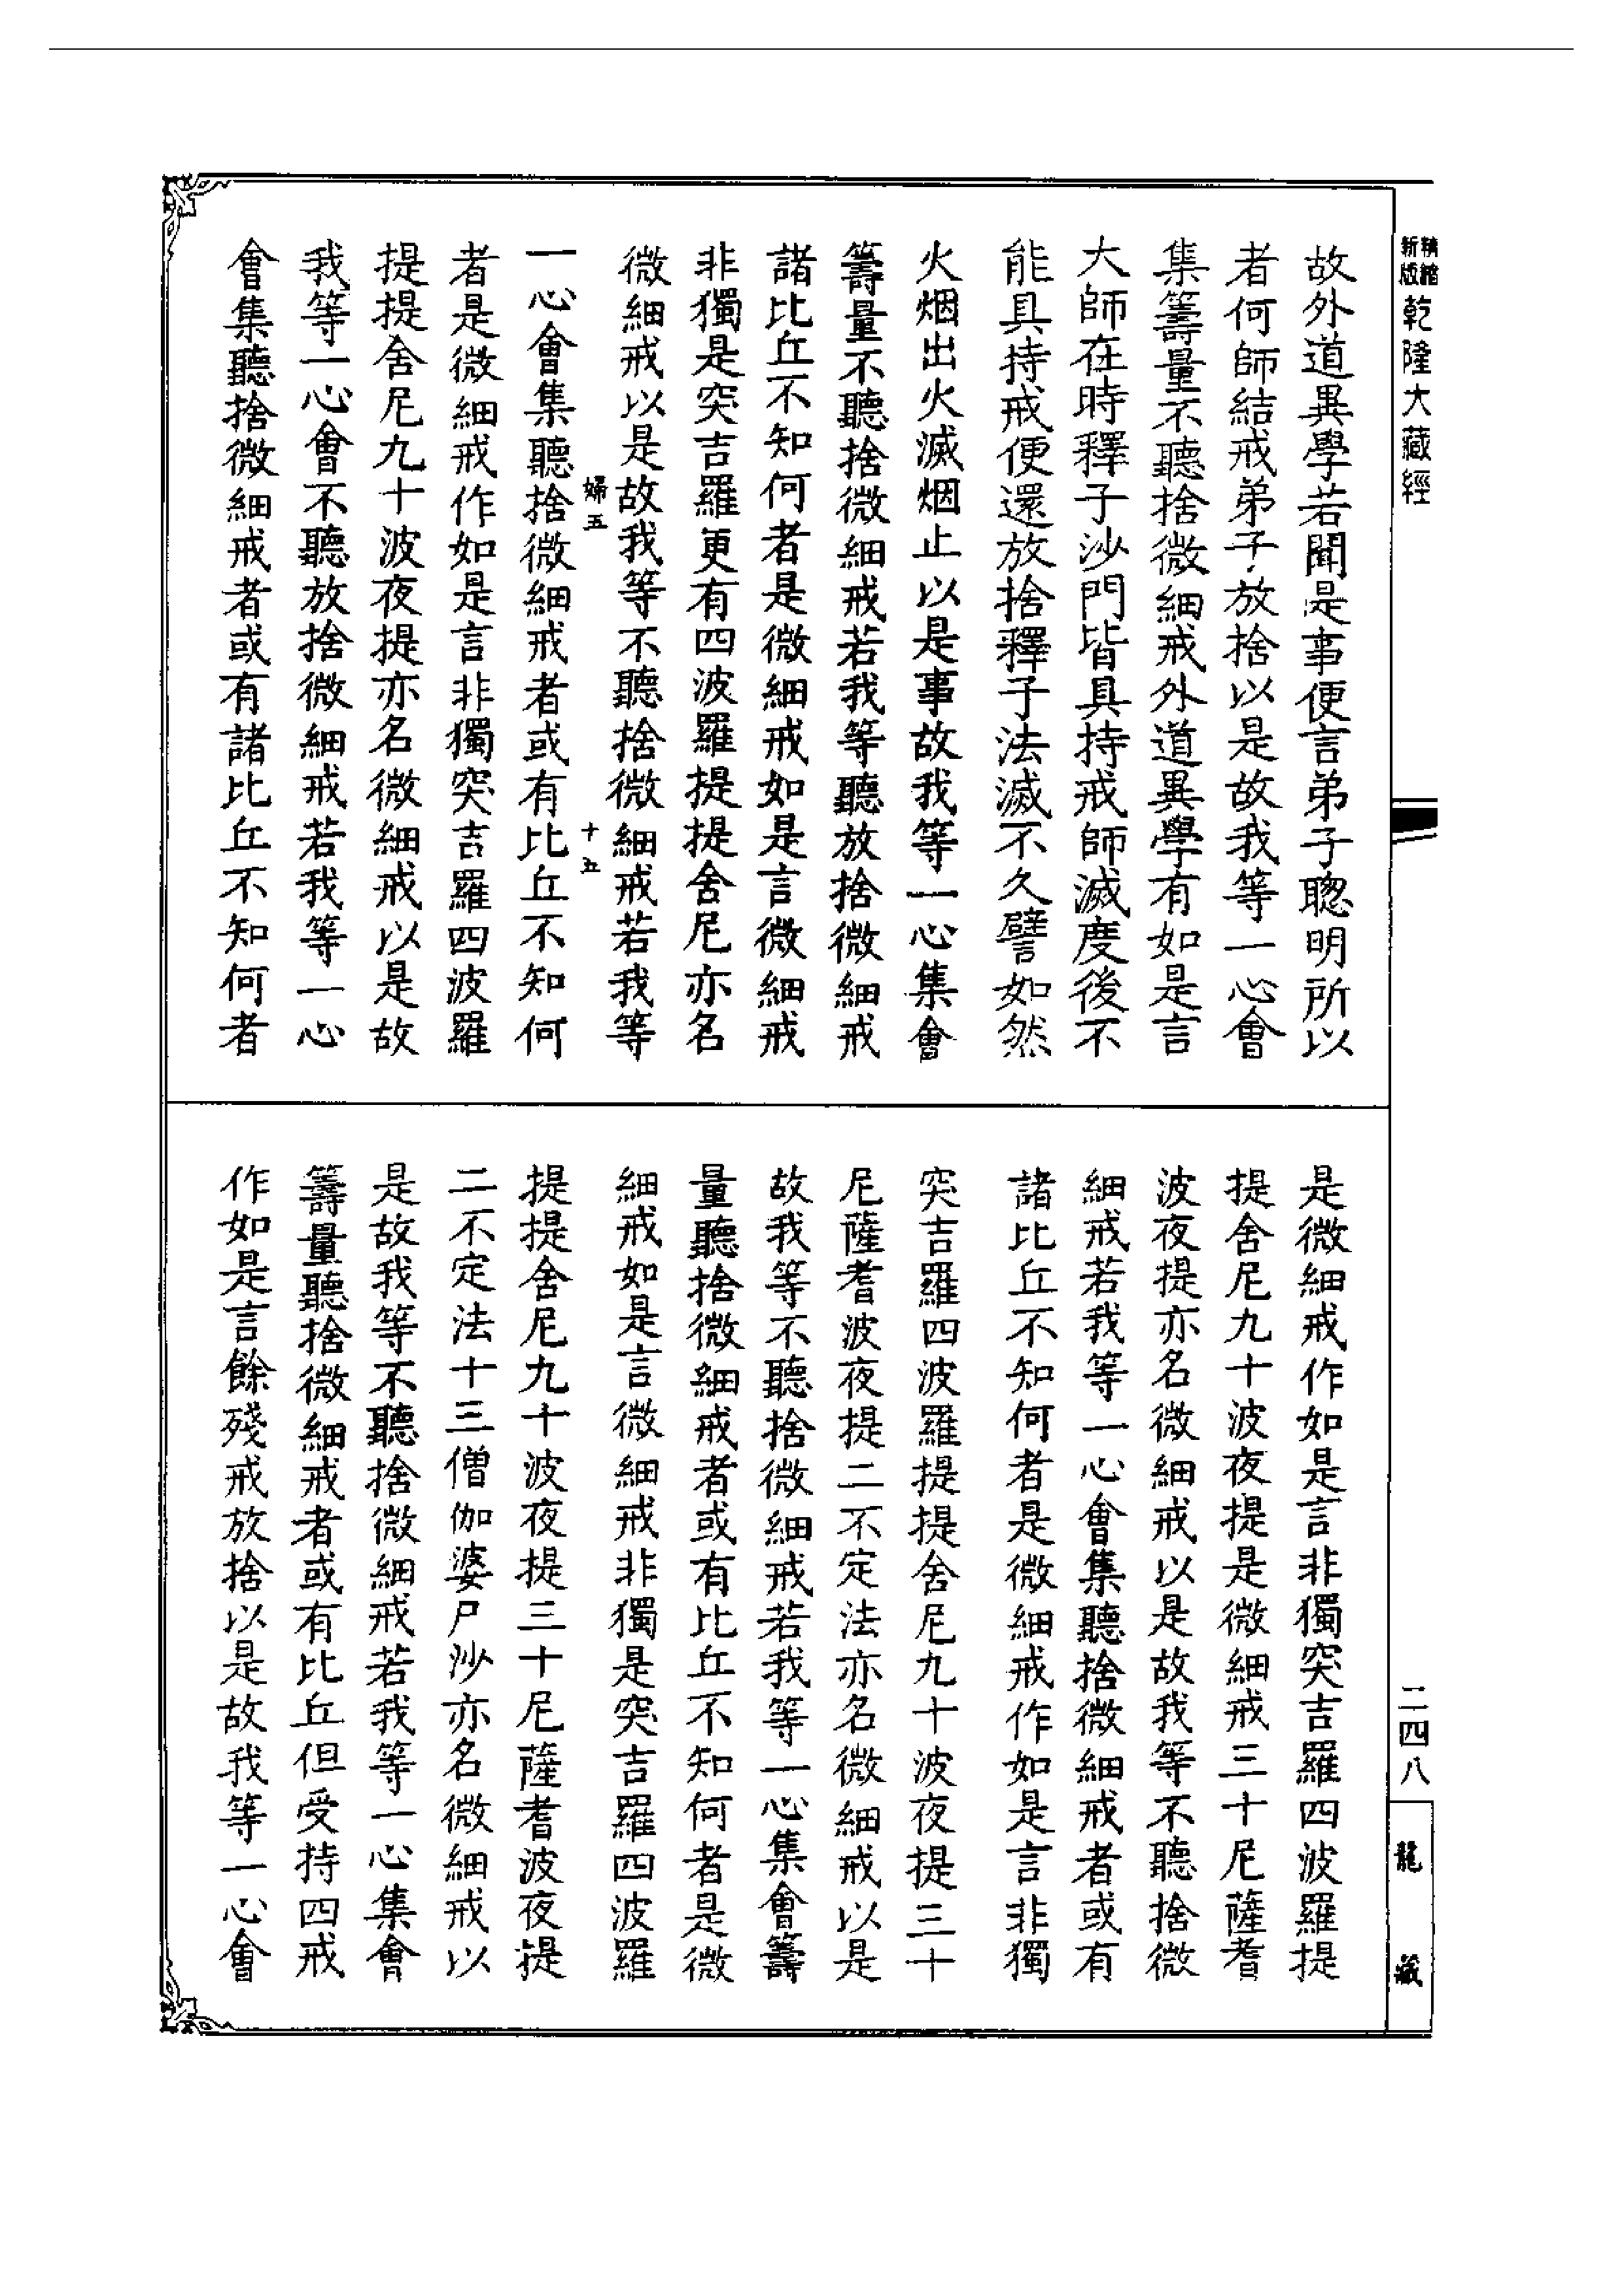 精縮新版乾隆大藏經
故外道異學若聞是事便言弟子聰明所以
者何師結戒弟子放捨以是故我等一心會
集籌量不聽捨微細戒外道異學有如是言
大師在時釋子沙門皆具持戒師滅度後不
能具持戒便還放捨釋子法滅不久譬如然
火烟出火滅烟止以是事故我等一心集會
籌量不聽捨微細戒若我等聽放捨微細戒
諸比丘不知何者是微細戒如是言微細戒
非獨是突吉羅更有四波羅提提舍尼亦名
微細戒以是故我等不聽捨微細戒若我等
婦五 十五
一心會集聽捨微細戒者或有比丘不知何
者是微細戒作如是言非獨突吉羅四波羅
提提舍尼九十波夜提亦名微細戒以是故
我等一心會不聽放捨微細戒若我等一心
會集聽捨微細戒者或有諸比丘不知何者
是微細戒作如是言非獨突吉羅四波羅提
提舍尼九十波夜提是微細戒三十尼薩耆
波夜提亦名微細戒以是故我等不聽捨微
細戒若我等一心會集聽捨微細戒者或有
諸比丘不知何者是微細戒作如是言非獨
突吉羅四波羅提提舍尼九十波夜提三十
尼薩耆波夜提二不定法亦名微細戒以是
故我等不聽捨微細戒若我等一心集會籌
量聽捨微細戒者或有比丘不知何者是微
細戒如是言微細戒非獨是突吉羅四波羅
提提舍尼九十波夜提三十尼薩耆波夜提
二不定法十三僧伽婆尸沙亦名微細戒以
是故我等不聽捨微細戒若我等一心集會
籌量聽捨微細戒者或有比丘但受持四戒
作如是言餘殘戒放捨以是故我等一心會
二四八
龍藏